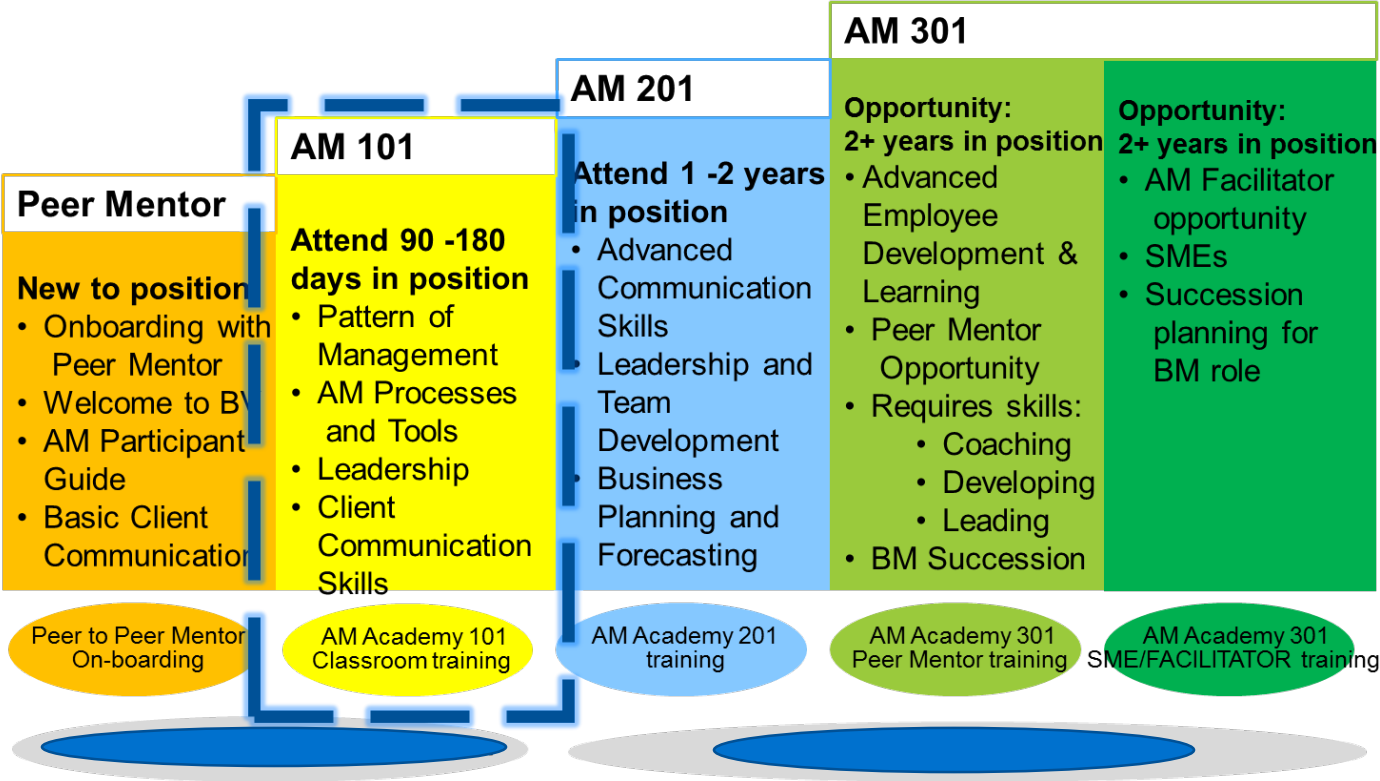 Peer Mentor
New to position
• Onboarding with
Peer Mentor
• Welcome to BV
• AM Participant
Guide
• Basic Client
Communication
Peer to Peer Mentor
On-boarding
AM 101
Attend 90 -180
days in position
• Pattern of
Management
• AM Processes
and Tools
• Leadership
• Client
Communication
Skills
AM Academy 101
Classroom training
AM 201
Attend 1 -2 years
in position
• Advanced
Communication
Skills
• Leadership and
Team
Development
• Business
Planning and
Forecasting
AM Academy 201
training
AM 301
Opportunity:
2+ years in position
• Advanced
Employee
Development &
Learning
• Peer Mentor
Opportunity
• Requires skills:
• Coaching
• Developing
• Leading
• BM Succession
AM Academy 301
Peer Mentor training
Opportunity:
2+ years in position
• AM Facilitator
opportunity
• SMEs
• Succession
planning for
BM role
AM Academy 301
SME/FACILITATOR training